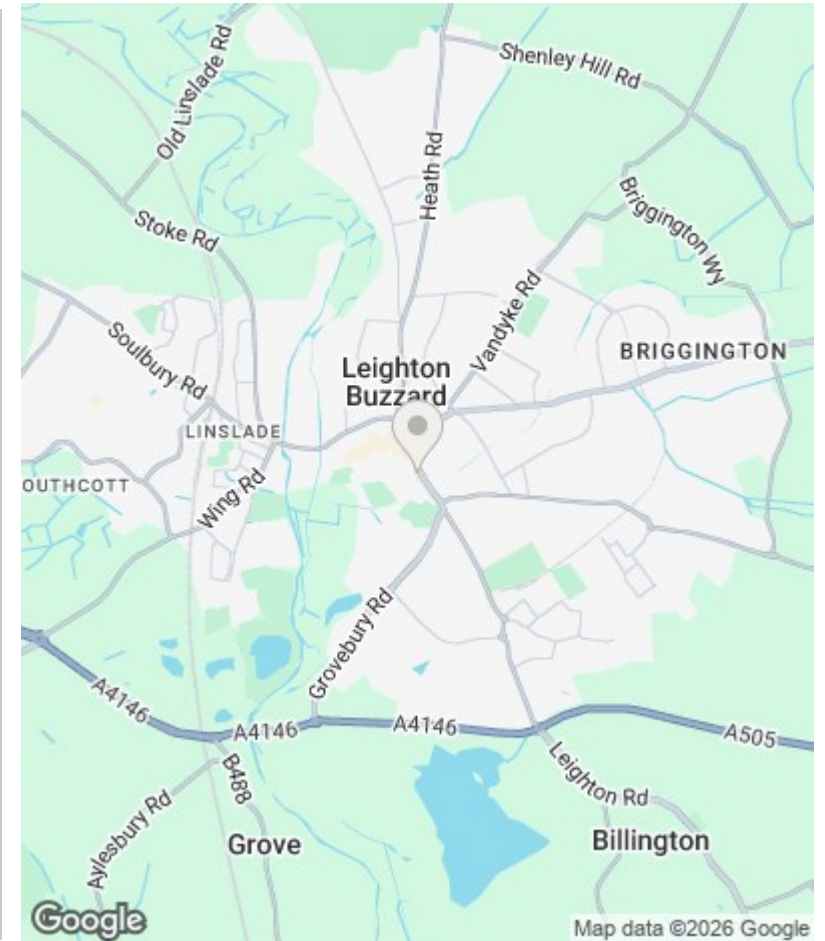 Old Linslade Rd
Shenley Hill Rd
Heath Rd
Stoke Rd
Briggington Wy
Vandyke Rd
Soulbury Rd
BRIGGINGTON
Leighton
Buzzard
LINSLADE
OUTHCOTT
Wing Rd
Grovebury Rd
A4146
A4146
A4146
A505
B488
Leighton Rd
Aylesbury Rd
Grove
Billington
Google
Map data ©2026 Google